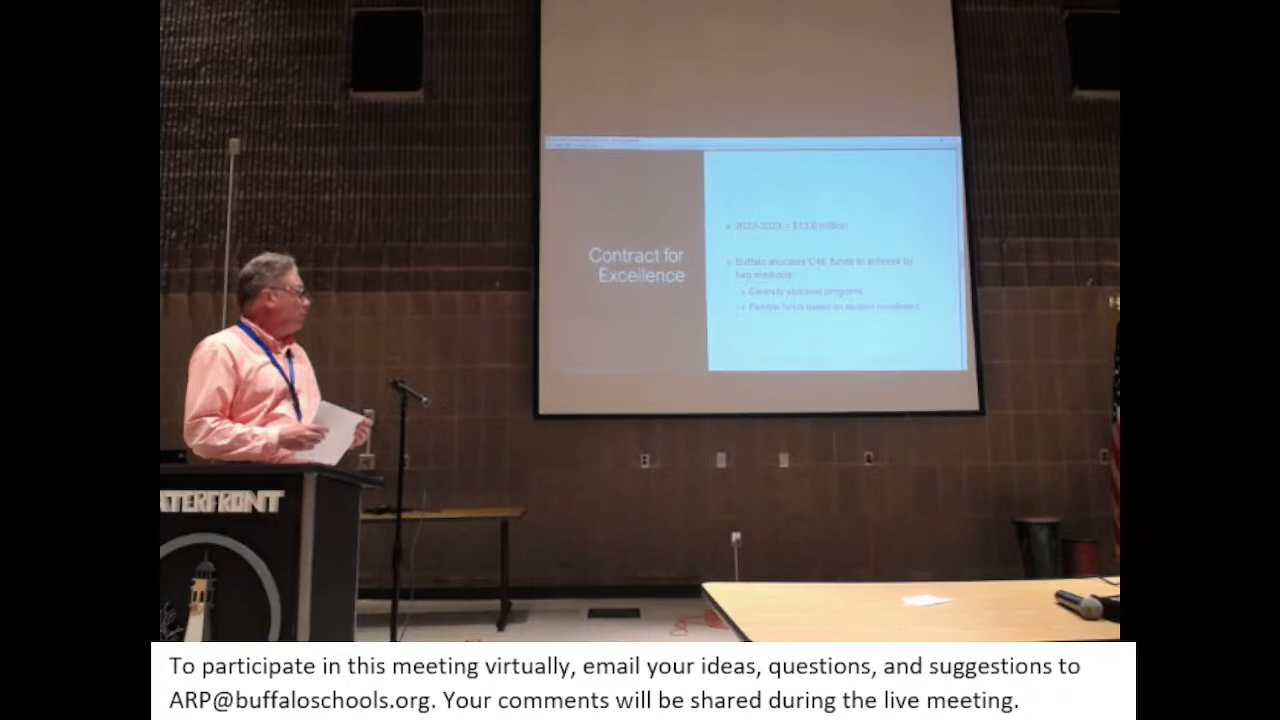 Contract for
Excellence
2022-2023 = $13.6 million
Buffalo allocates C4E funds to schools by
two methods:
Centrally allocated programs
Flexible funds based on student enrollment
ATERFRONT
To participate in this meeting virtually, email your ideas, questions, and suggestions to
ARP@buffaloschools.org. Your comments will be shared during the live meeting.